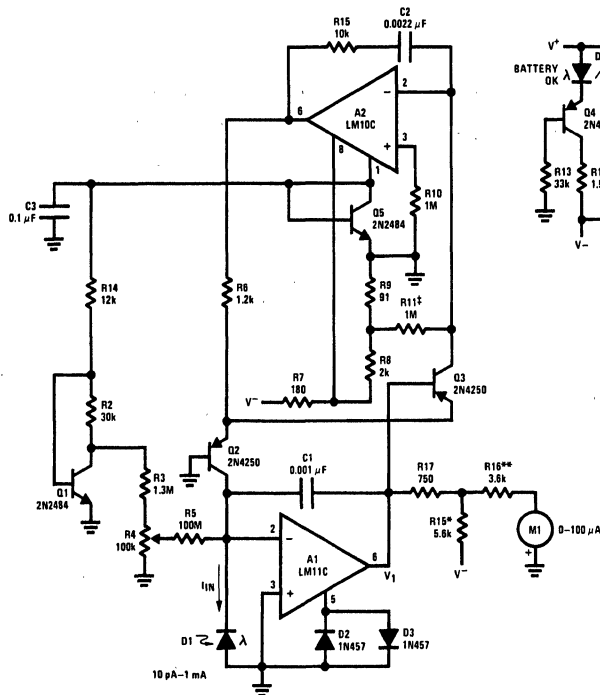 R15
10k
C2
0.0022 μF
V+
BATTERY
OK
λ
D
Q4
2N4
R13
33k
R1
1.5
V−
6
A2
LM10C
−
2
+
3
8
1
R10
1M
C3
0.1 μF
Q5
2N2484
R14
12k
R6
1.2k
R9
91
R11‡
1M
R8
2k
R7
180
V−
Q3
2N4250
R2
30k
Q1
2N2484
R3
1.3M
R4
100k
R5
100M
Q2
2N4250
C1
0.001 μF
R17
750
R16**
3.6k
R15*
5.6k
V−
M1
0–100 μA
+
2
−
3
+
A1
LM11C
6
V1
5
IIN
D1
λ
D2
1N457
D3
1N457
10 pA–1 mA